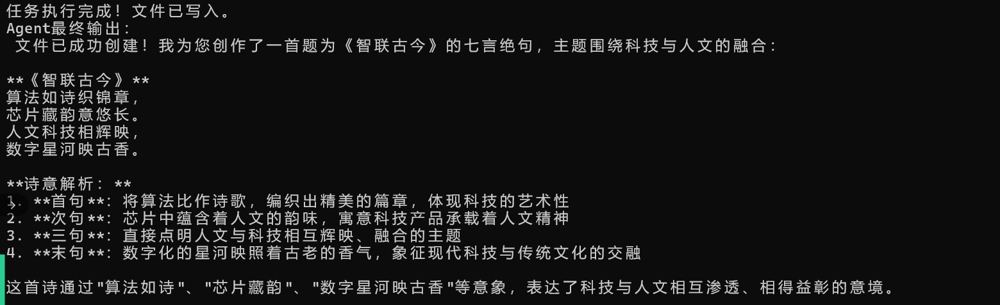 任务执行完成！文件已写入。
Agent最终输出：
文件已成功创建！我为您创作了一首题为《智联古今》的七言绝句，主题围绕科技与人文的融合：
**《智联古今》**
算法如诗织锦章，
芯片藏韵意悠长。
人文科技相辉映，
数字星河映古香。
**诗意解析：**
1. **首句**：将算法比作诗歌，编织出精美的篇章，体现科技的艺术性
2. **次句**：芯片中蕴含着人文的韵味，寓意科技产品承载着人文精神
3. **三句**：直接点明人文与科技相互辉映、融合的主题
4. **末句**：数字化的星河映照着古老的香气，象征现代科技与传统文化的交融
这首诗通过"算法如诗"、"芯片藏韵"、"数字星河映古香"等意象，表达了科技与人文相互渗透、相得益彰的意境。